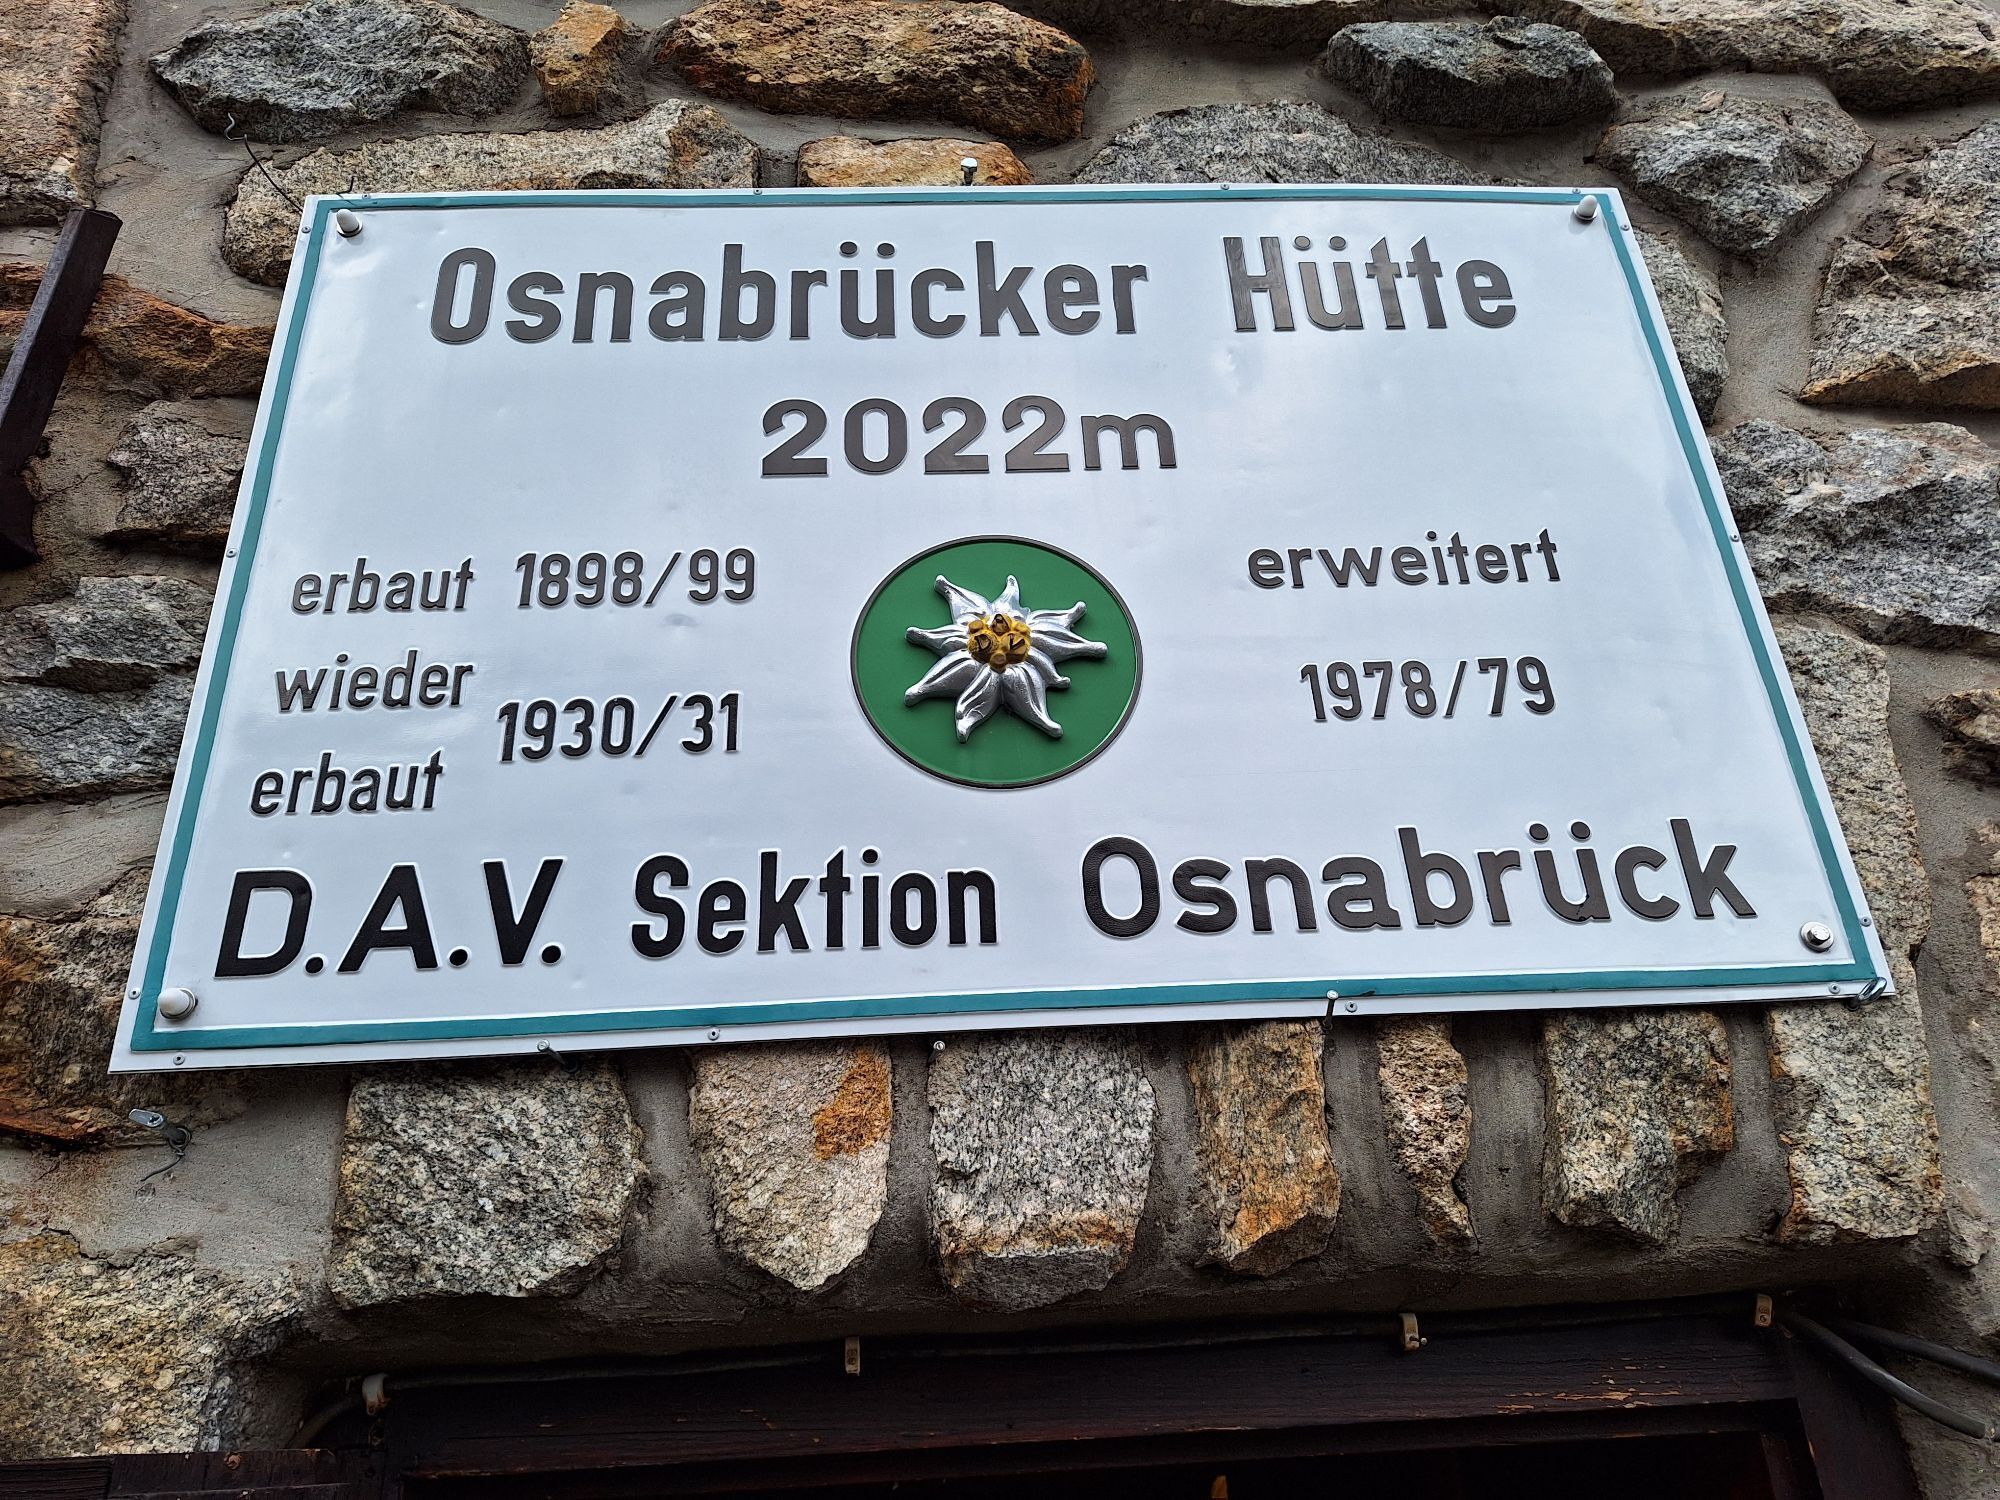 Osnabrücker Hütte
2022m
erbaut 1898/99
wieder
erbaut 1930/31
erweitert
1978/79
D.A.V. Sektion Osnabrück